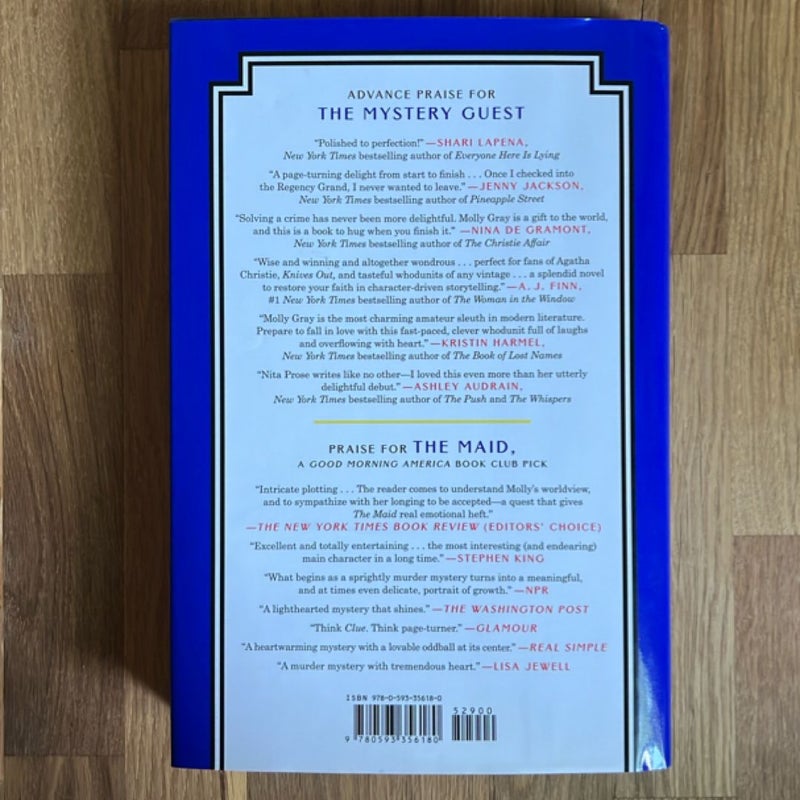 ADVANCE PRAISE FOR
THE MYSTERY GUEST
“Polished to perfection!” —SHARI LAPENA,
New York Times bestselling author of Everyone Here Is Lying
“A page-turning delight from start to finish . . . Once I checked into
the Regency Grand, I never wanted to leave.” —JENNY JACKSON,
New York Times bestselling author of Pineapple Street
“Solving a crime has never been more delightful. Molly Gray is a gift to the world,
and this is a book to hug when you finish it.” —NINA DE GRAMONT,
New York Times bestselling author of The Christie Affair
“Wise and winning and altogether wondrous . . . perfect for fans of Agatha
Christie, Knives Out, and tasteful whodunits of any vintage . . . a splendid novel
to restore your faith in character-driven storytelling.” —A. J. FINN,
#1 New York Times bestselling author of The Woman in the Window
“Molly Gray is the most charming amateur sleuth in modern literature.
Prepare to fall in love with this fast-paced, clever whodunit full of laughs
and overflowing with heart.” —KRISTIN HARMEL,
New York Times bestselling author of The Book of Lost Names
“Nita Prose writes like no other—I loved this even more than her utterly
delightful debut.” —ASHLEY AUDRAIN,
New York Times bestselling author of The Push and The Whispers
PRAISE FOR THE MAID,
A GOOD MORNING AMERICA BOOK CLUB PICK
“Intricate plotting . . . The reader comes to understand Molly’s worldview,
and to sympathize with her longing to be accepted—a quest that gives
The Maid real emotional heft.”
—THE NEW YORK TIMES BOOK REVIEW (EDITORS’ CHOICE)
“Excellent and totally entertaining . . . the most interesting (and endearing)
main character in a long time.” —STEPHEN KING
“What begins as a sprightly murder mystery turns into a meaningful,
and at times even delicate, portrait of growth.” —NPR
“A lighthearted mystery that shines.” —THE WASHINGTON POST
“Think Clue. Think page-turner.” —GLAMOUR
“A heartwarming mystery with a lovable oddball at its center.” —REAL SIMPLE
“A murder mystery with tremendous heart.” —LISA JEWELL
ISBN 978-0-593-35618-0
52900
9 780593 356180